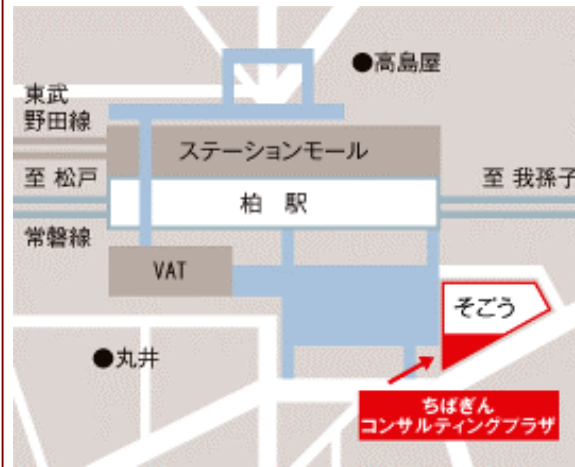 ●高島屋
東武
野田線
ステーションモール
至 松戸
至 我孫子
柏 駅
常磐線
VAT
そごう
●丸井
ちばぎん
コンサルティングプラザ